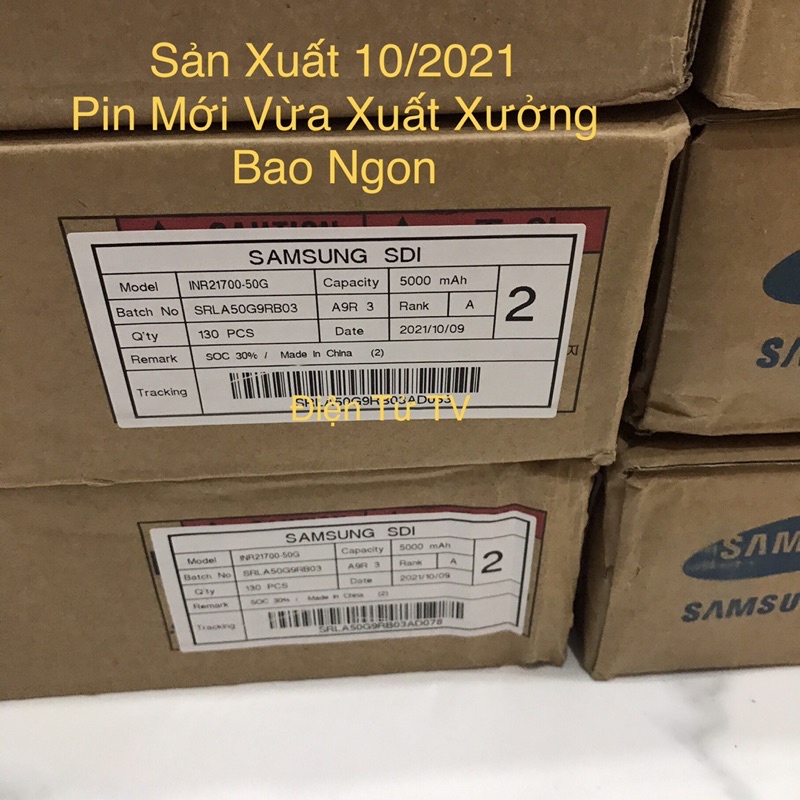 Sản Xuất 10/2021
Pin Mới Vừa Xuất Xưởng
Bao Ngon
CAUTION
SAMSUNG SDI
Model INR21700-50G Capacity 5000 mAh 2
Batch No SRLA50G9RB03 A9R 3 Rank A
Q'ty 130 PCS Date 2021/10/09
Remark SOC 30% / Made In China (2)
Tracking
SRLA50G9RB03AD053
Điện Tử TV
SAMSUNG SDI
Model INR21700-50G Capacity 5000 mAh 2
Batch No SRLA50G9RB03 A9R 3 Rank A
Q'ty 130 PCS Date 2021/10/09
Remark SOC 30% / Made In China (2)
Tracking
SRLA50G9RB03AD078